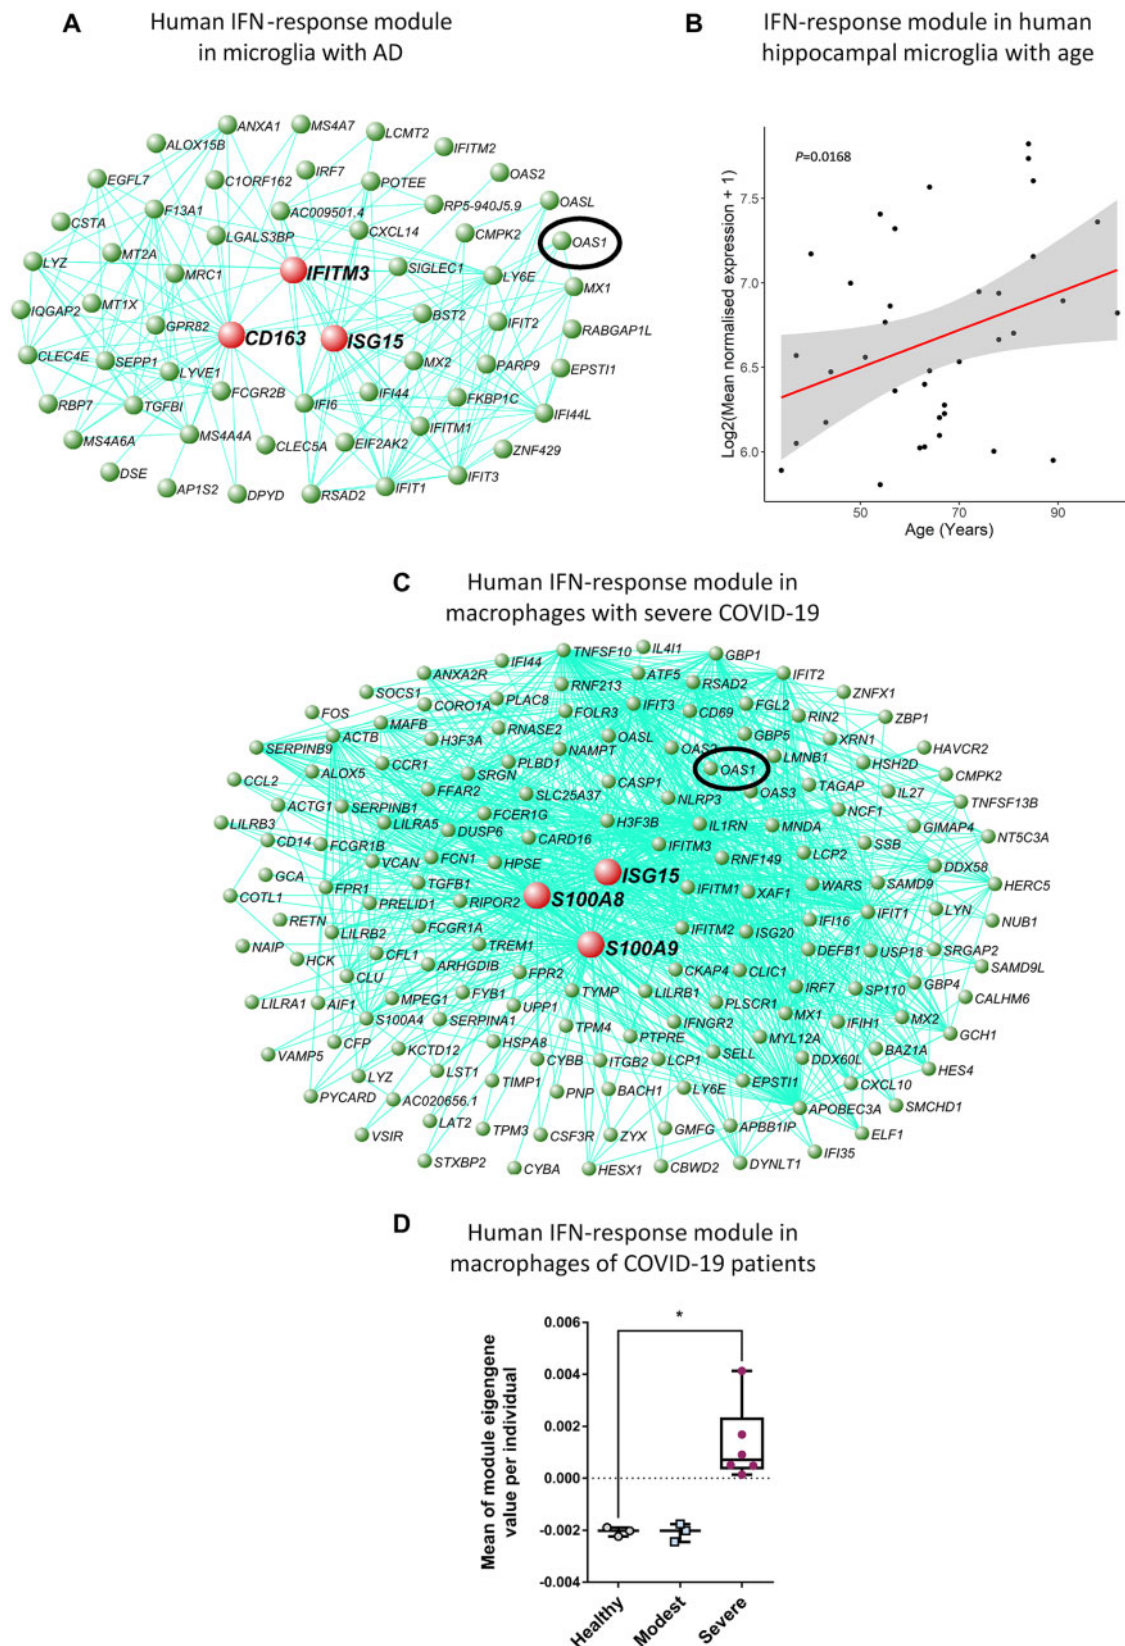 A
Human IFN-response module
in microglia with AD
ANXA1
MS4A7
LCMT2
ALOX15B
IFITM2
IRF7
OAS2
EGFL7
C1ORF162
POTEE
OASL
F13A1
AC009501.4
RP5-940J5.9
CSTA
LGALS3BP
CXCL14
CMPK2
OAS1
MT2A
LYZ
MRC1
IFITM3
SIGLEC1
LY6E
MX1
IQGAP2
MT1X
GPR82
BST2
IFIT2
RABGAP1L
CD163
ISG15
CLEC4E
SEPP1
LYVE1
MX2
PARP9
EPSTI1
RBP7
TGFBI
FCGR2B
IFI6
IFI44
FKBP1C
IFI44L
MS4A6A
MS4A4A
CLEC5A
EIF2AK2
IFITM1
ZNF429
DSE
AP1S2
DPYD
RSAD2
IFIT1
IFIT3
B
IFN-response module in human
hippocampal microglia with age
P=0.0168
Log2(Mean normalised expression + 1)
7.5
7.0
6.5
6.0
50
70
90
Age (Years)
C
Human IFN-response module in
macrophages with severe COVID-19
TNFSF10
IL4I1
GBP1
ANXA2R
IFI44
ATF5
IFIT2
SOCS1
PLAC8
RNF213
RSAD2
ZNFX1
FOS
CORO1A
FOLR3
IFIT3
CD69
FGL2
RIN2
ZBP1
MAFB
RNASE2
GBP5
SERPINB9
ACTB
H3F3A
NAMPT
OASL
OAS2
LMNB1
XRN1
HAVCR2
CCL2
ALOX5
CCR1
SRGN
PLBD1
CASP1
OAS1
TAGAP
HSH2D
CMPK2
ACTG1
SERPINB1
FFAR2
SLC25A37
NLRP3
OAS3
NCF1
IL27
TNFSF13B
LILRB3
LILRA5
FCER1G
H3F3B
IL1RN
MNDA
GIMAP4
NT5C3A
CD14
FCGR1B
DUSP6
CARD16
IFITM3
LCP2
SSB
GCA
VCAN
FCN1
HPSE
RNF149
DDX58
COTL1
FPR1
TGFB1
ISG15
IFITM1
XAF1
WARS
SAMD9
HERC5
RETN
PRELID1
RIPOR2
S100A8
IFI16
IFIT1
LYN
NUB1
NAIP
LILRB2
FCGR1A
TREM1
S100A9
IFITM2
ISG20
DEFB1
USP18
SRGAP2
HCK
CFL1
ARHGDIB
FPR2
CKAP4
CLIC1
SAMD9L
CLU
LILRA1
AIF1
MPEG1
FYB1
TYMP
LILRB1
IRF7
SP110
GBP4
CALHM6
S100A4
SERPINA1
UPP1
PLSCR1
MX1
IFIH1
MX2
VAMP5
CFP
KCTD12
HSPA8
TPM4
PTPRE
IFNGR2
MYL12A
GCH1
LYZ
LST1
CYBB
ITGB2
LCP1
SELL
DDX60L
BAZ1A
HES4
PYCARD
AC020656.1
TIMP1
PNP
BACH1
LY6E
EPSTI1
CXCL10
VSIR
LAT2
TPM3
CSF3R
ZYX
GMFG
APBB1IP
APOBEC3A
SMCHD1
STXBP2
CYBA
HESX1
CBWD2
DYNLT1
IFI35
ELF1
D
Human IFN-response module in
macrophages of COVID-19 patients
Mean of module eigengene
value per individual
0.006
0.004
0.002
0.000
-0.002
-0.004
*
Healthy
Modest
Severe